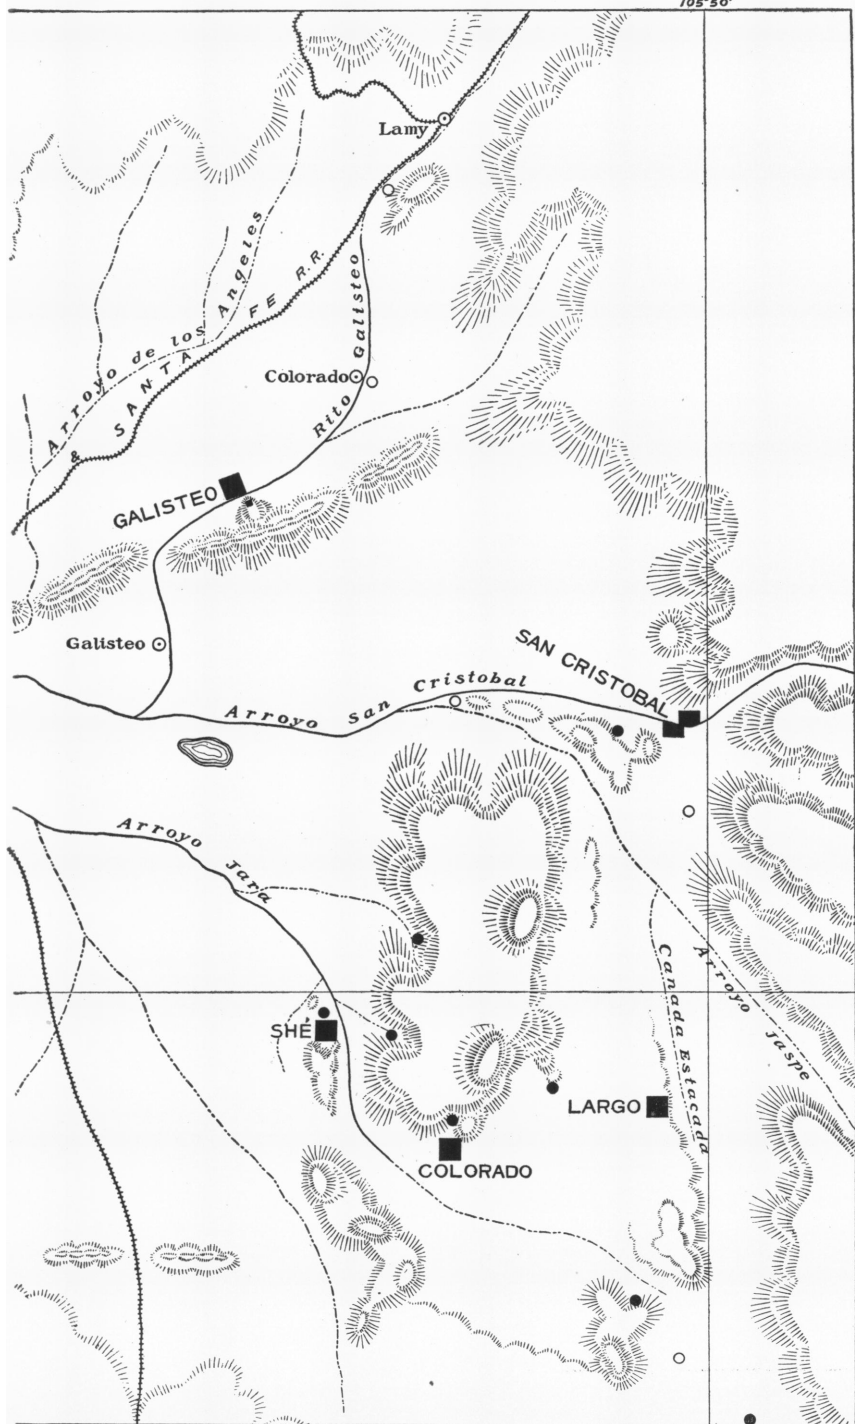 105°50'
Lamy
Arroyo de los Angeles
& SANTA FE R.R.
Rito Galisteo
Colorado
GALISTEO
Galisteo
SAN CRISTOBAL
Arroyo San Cristobal
Arroyo Jara
Canada Estacada
Arroyo Jaspe
SHÉ
LARGO
COLORADO